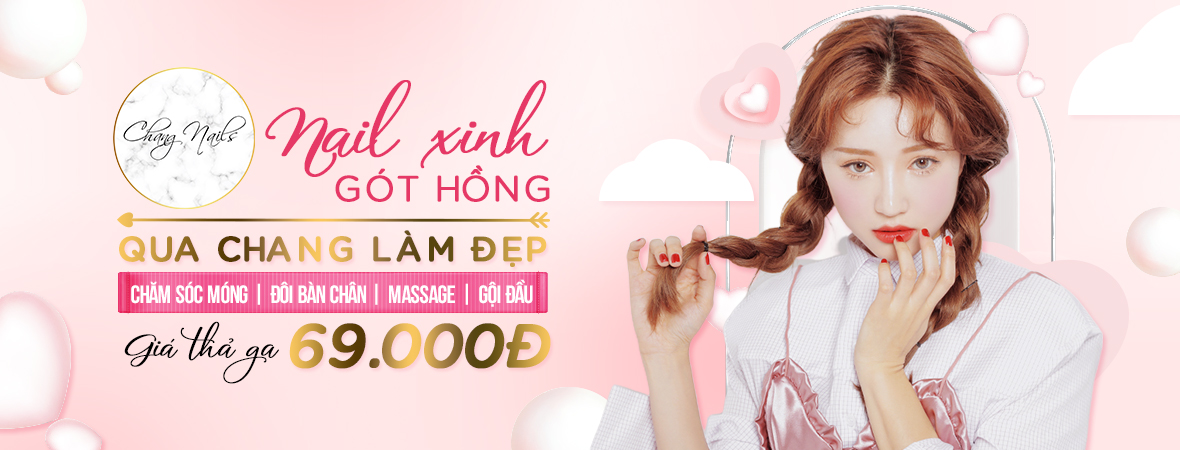 Chang Nails
Nail xinh
GÓT HỒNG
QUA CHANG LÀM ĐẸP
CHĂM SÓC MÓNG | ĐÔI BÀN CHÂN | MASSAGE | GỘI ĐẦU
Giá thả ga 69.000Đ